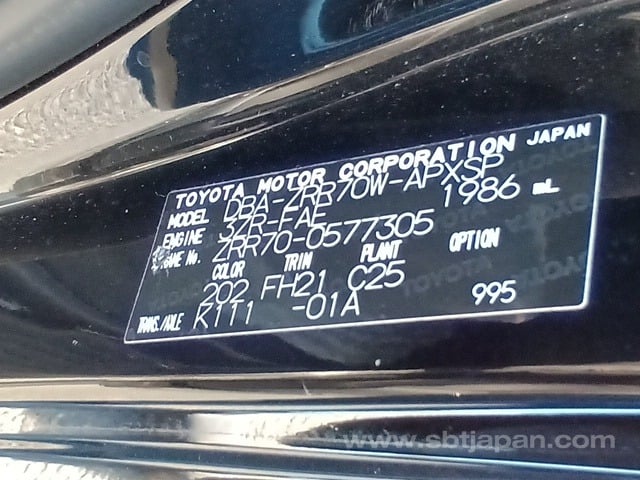 TOYOTA MOTOR CORPORATION JAPAN
MODEL DBA-ZRR70W-APXSP
ENGINE 3ZR-FAE 1986 mL
No. ZRR70-0577305
COLOR TRIM PLANT OPTION
202 FH21 C25
TRANS./AXLE K111 -01A 995
www.sbtjapan.com